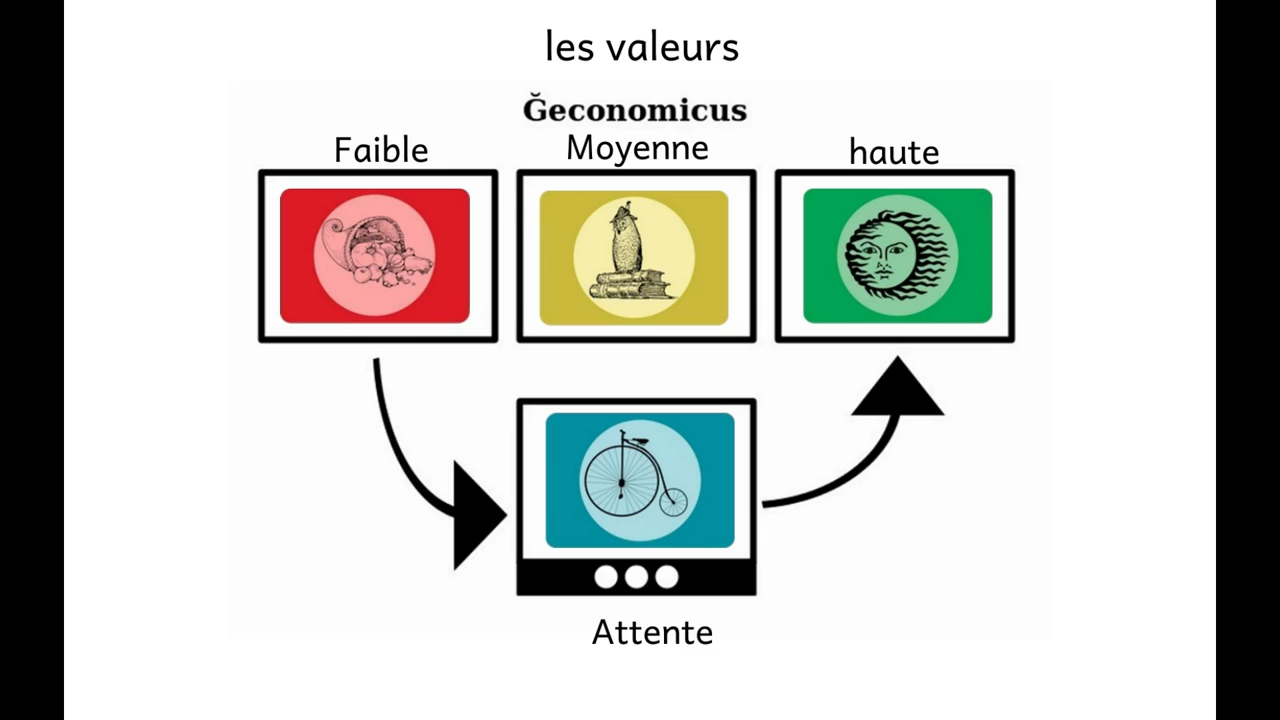 les valeurs
Ğeconomicus
Faible
Moyenne
haute
Attente